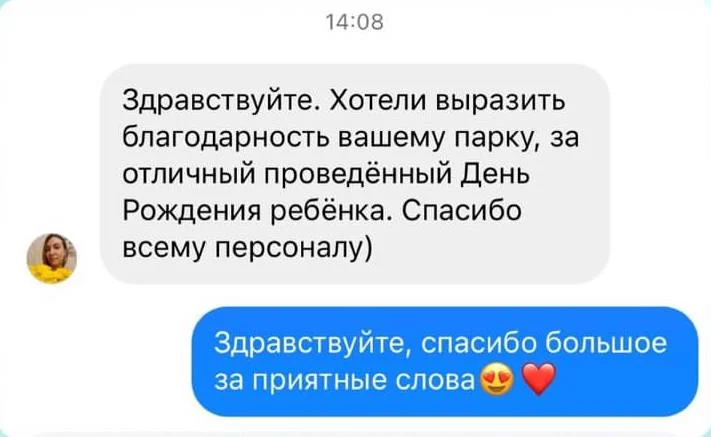 14:08
Здравствуйте. Хотели выразить
благодарность вашему парку, за
отличный проведённый День
Рождения ребёнка. Спасибо
всему персоналу)
Здравствуйте, спасибо большое
за приятные слова😍❤️